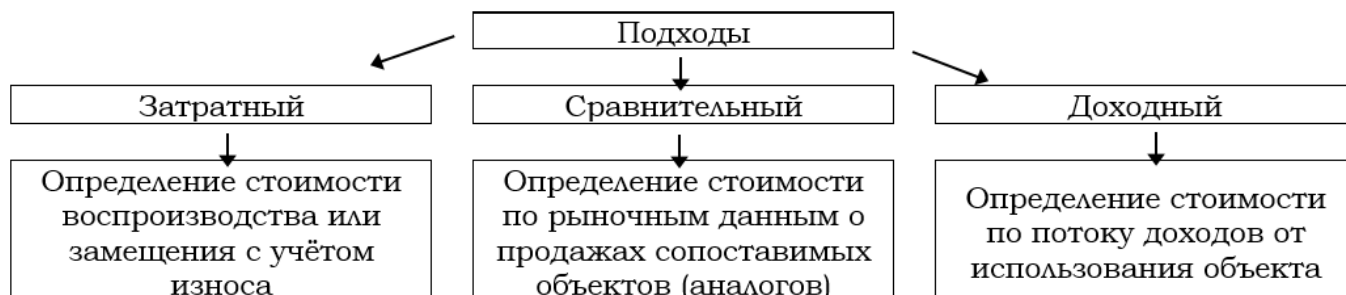 Подходы
Затратный
Сравнительный
Доходный
Определение стоимости
воспроизводства или
замещения с учётом
износа
Определение стоимости
по рыночным данным о
продажах сопоставимых
объектов (аналогов)
Определение стоимости
по потоку доходов от
использования объекта